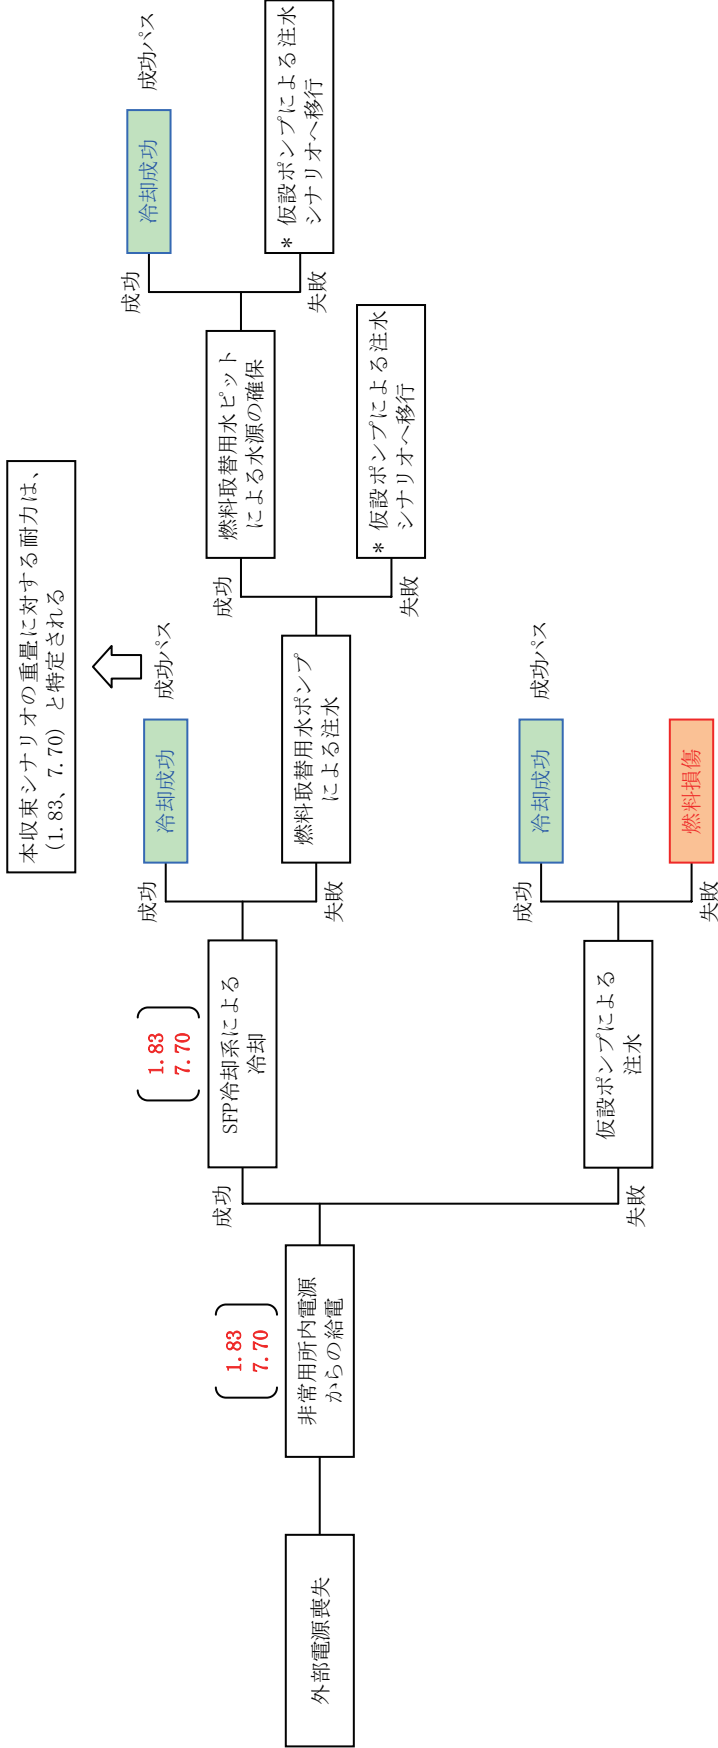 本収束シナリオの重畳に対する耐力は、
(1.83、7.70)と特定される
外部電源喪失
1.83
7.70
非常用所内電源
からの給電
成功
失敗
1.83
7.70
SFP冷却系による
冷却
成功
冷却成功
成功パス
失敗
燃料取替用水ポンプ
による注水
成功
燃料取替用水ピット
による水源の確保
成功
冷却成功
成功パス
失敗
* 仮設ポンプによる注水
シナリオへ移行
失敗
* 仮設ポンプによる注水
シナリオへ移行
仮設ポンプによる
注水
成功
冷却成功
成功パス
失敗
燃料損傷